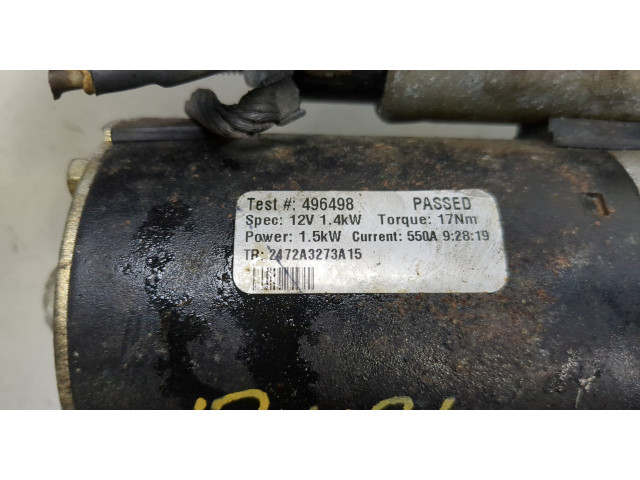 Test #: 496498 PASSED
Spec: 12V 1.4kW Torque: 17Nm
Power: 1.5kW Current: 550A 9:28:19
TP: 2472A3273A15